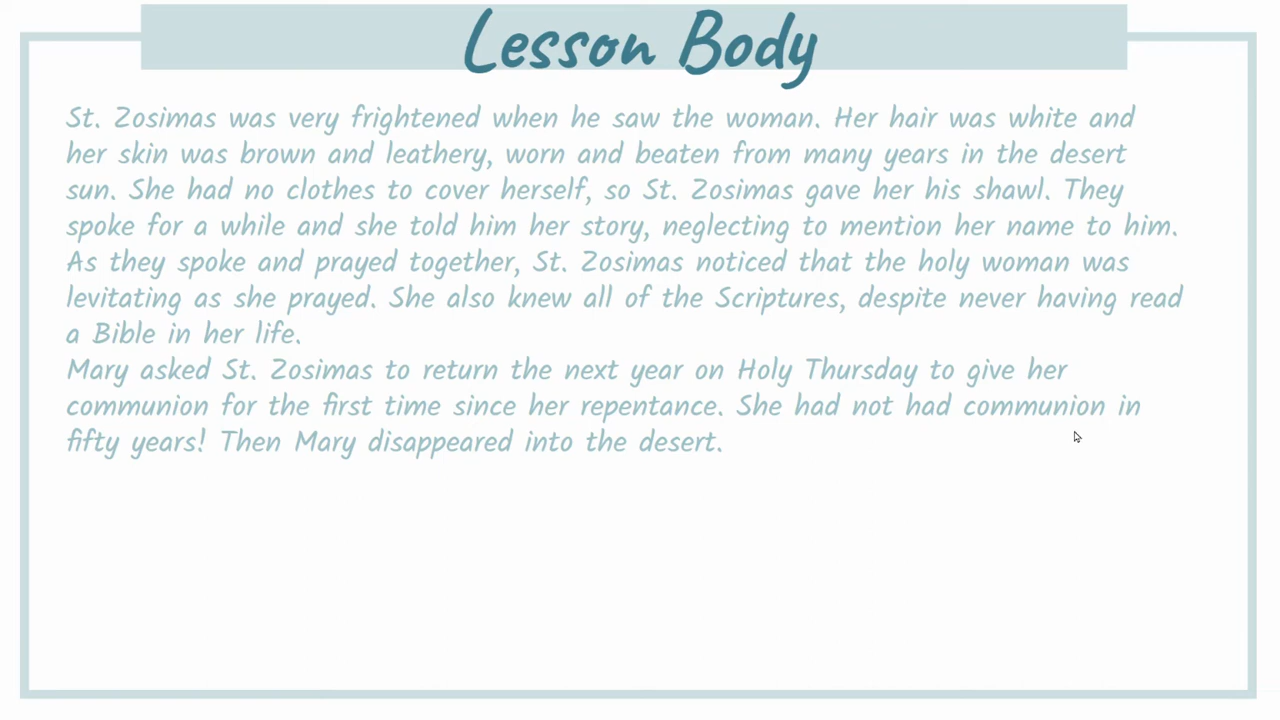 Lesson Body
St. Zosimas was very frightened when he saw the woman. Her hair was white and
her skin was brown and leathery, worn and beaten from many years in the desert
sun. She had no clothes to cover herself, so St. Zosimas gave her his shawl. They
spoke for a while and she told him her story, neglecting to mention her name to him.
As they spoke and prayed together, St. Zosimas noticed that the holy woman was
levitating as she prayed. She also knew all of the Scriptures, despite never having read
a Bible in her life.
Mary asked St. Zosimas to return the next year on Holy Thursday to give her
communion for the first time since her repentance. She had not had communion in
fifty years! Then Mary disappeared into the desert.